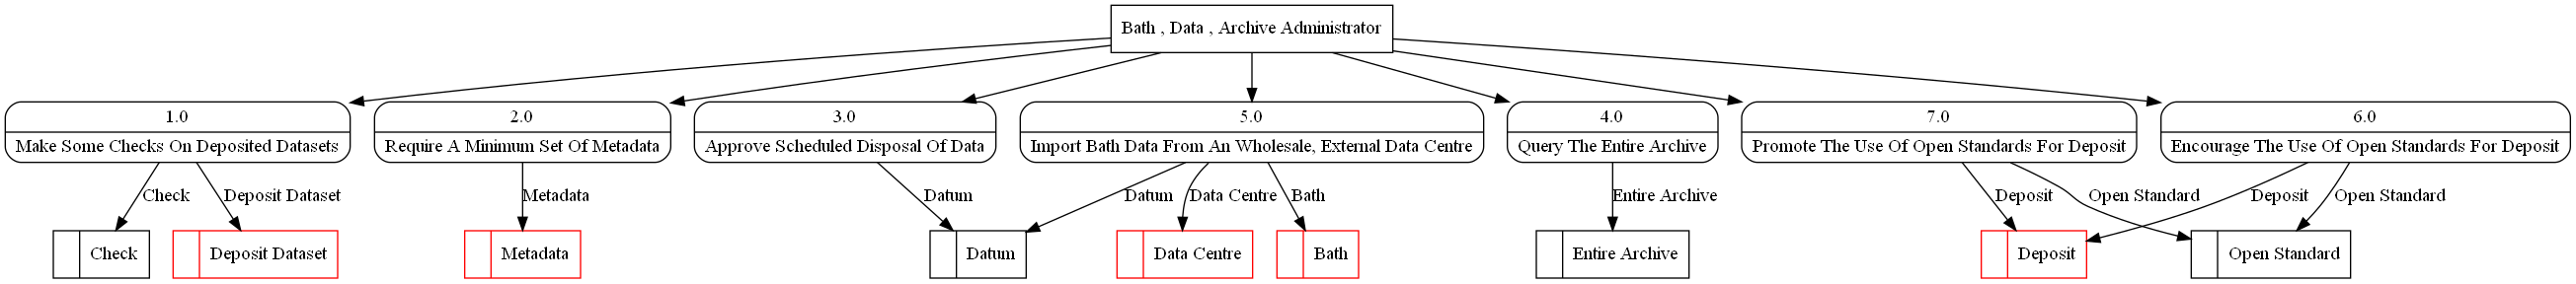 Bath , Data , Archive Administrator
1.0
Make Some Checks On Deposited Datasets
2.0
Require A Minimum Set Of Metadata
3.0
Approve Scheduled Disposal Of Data
5.0
Import Bath Data From An Wholesale, External Data Centre
4.0
Query The Entire Archive
7.0
Promote The Use Of Open Standards For Deposit
6.0
Encourage The Use Of Open Standards For Deposit
Check
Deposit Dataset
Metadata
Datum
Datum
Data Centre
Bath
Entire Archive
Deposit
Open Standard
Deposit
Open Standard
Check
Deposit Dataset
Metadata
Datum
Data Centre
Bath
Entire Archive
Deposit
Open Standard